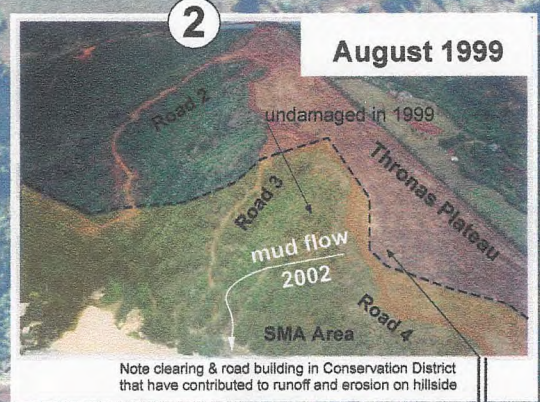 2
August 1999
Road 2
undamaged in 1999
Thronas Plateau
Road 3
mud flow
2002
Road 4
SMA Area
Note clearing & road building in Conservation District
that have contributed to runoff and erosion on hillside